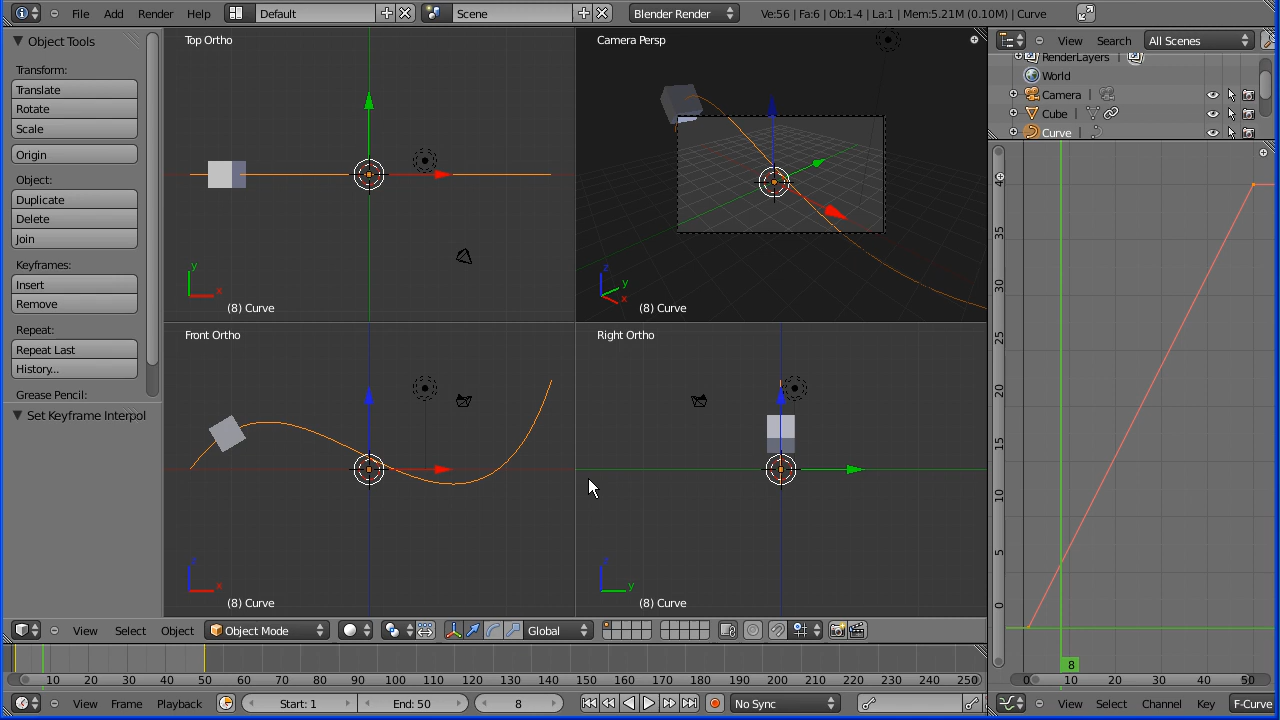 File Add Render Help Default Scene Blender Render Ve:56 | Fa:6 | Ob:1-4 | La:1 | Mem:5.21M (0.10M) | Curve
Object Tools
Transform:
Translate
Rotate
Scale
Origin
Object:
Duplicate
Delete
Join
Keyframes:
Insert
Remove
Repeat:
Repeat Last
History...
Grease Pencil:
Set Keyframe Interpol
Top Ortho
y
x
(8) Curve
Camera Persp
z
y
x
(8) Curve
Front Ortho
z
x
(8) Curve
Right Ortho
z
y
(8) Curve
View Select Object Object Mode Global
0 10 20 30 40 50 60 70 80 90 100 110 120 130 140 150 160 170 180 190 200 210 220 230 240 250
View Frame Playback Start: 1 End: 50 8 No Sync
View Search All Scenes
RenderLayers
World
Camera
Cube
Curve
4
35
30
25
20
15
10
5
0
8
0 10 20 30 40 50
View Select Channel Key F-Curve